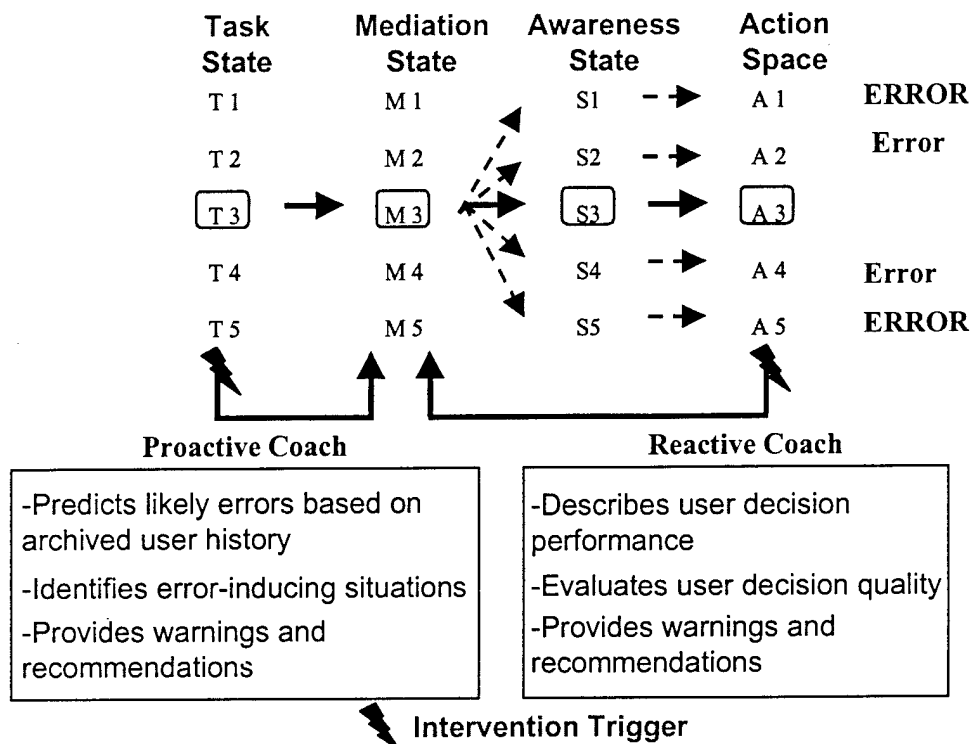 Task Mediation Awareness Action
State State State Space
T 1 M 1 S1 A 1 ERROR
T 2 M 2 S2 A 2 Error
T 3 M 3 S3 A 3
T 4 M 4 S4 A 4 Error
T 5 M 5 S5 A 5 ERROR
Proactive Coach
-Predicts likely errors based on
archived user history
-Identifies error-inducing situations
-Provides warnings and
recommendations
Reactive Coach
-Describes user decision
performance
-Evaluates user decision quality
-Provides warnings and
recommendations
Intervention Trigger